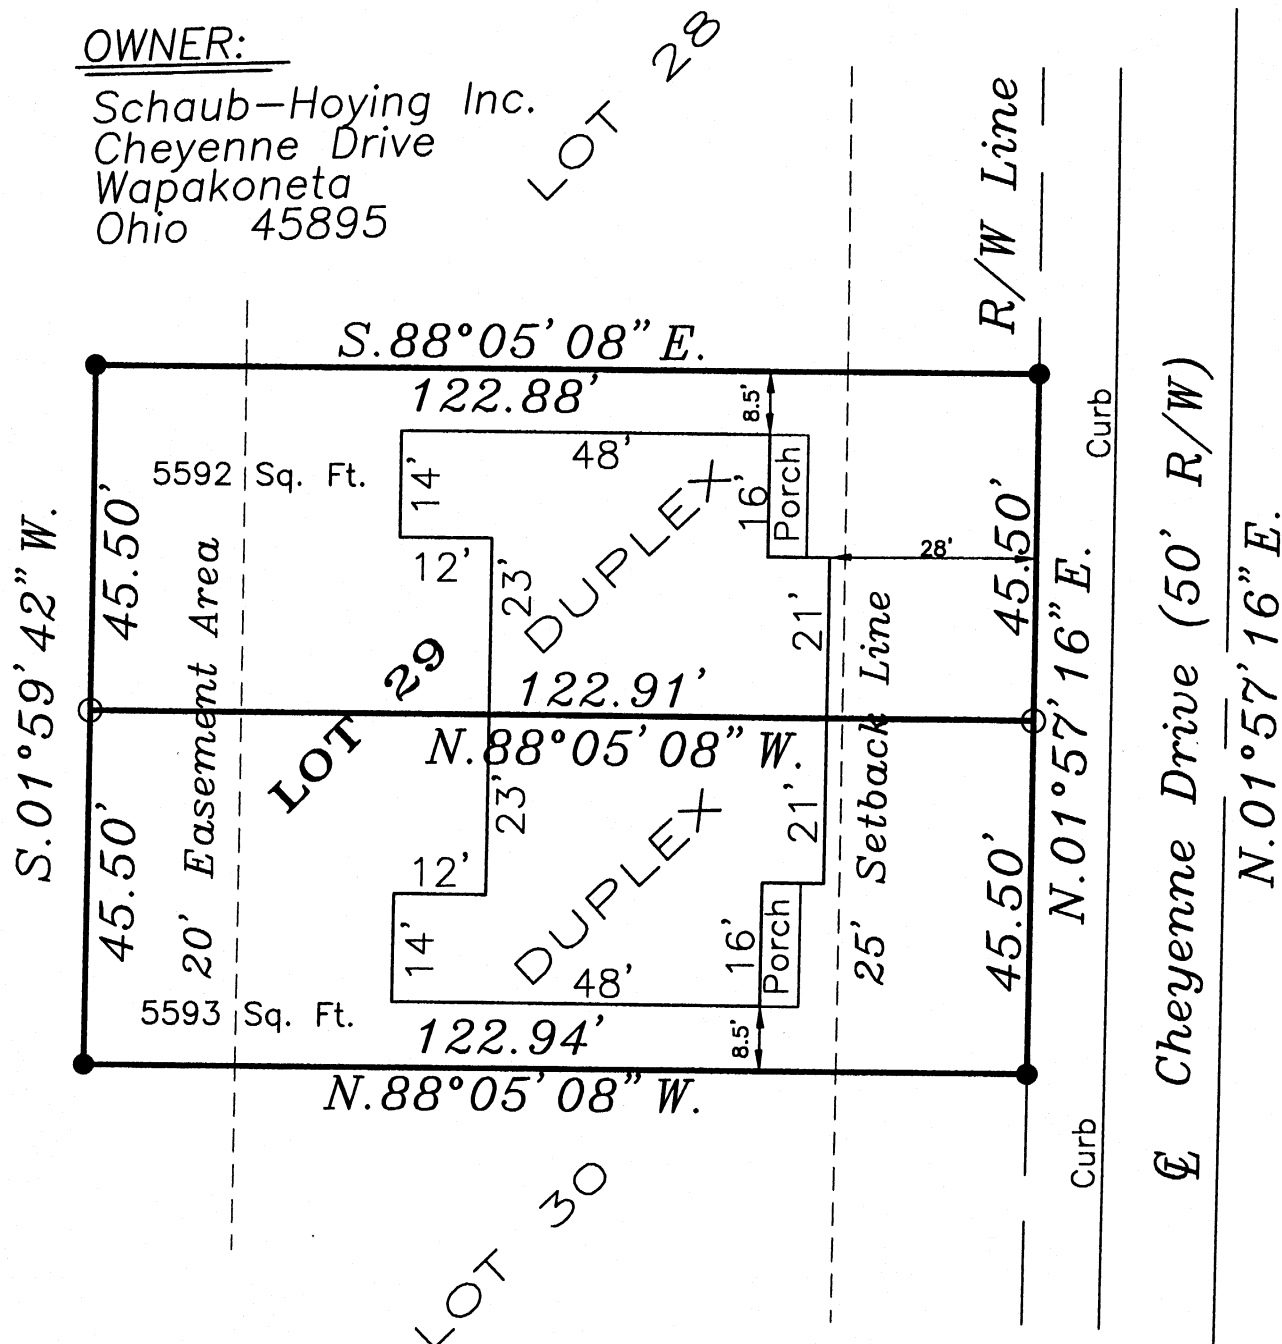 OWNER:
Schaub-Hoying Inc.
Cheyenne Drive
Wapakoneta
Ohio 45895
LOT 28
R/W Line
S.88°05'08"E.
122.88'
8.5'
Curb
5592 Sq. Ft.
48'
14'
16'
Porch
DUPLEX
12'
23'
28'
21'
45.50'
45.50'
S.01°59'42"W.
20' Easement Area
LOT 29
122.91'
N.88°05'08"W.
25' Setback Line
N.01°57'16"E.
℄ Cheyenne Drive (50' R/W)
N.01°57'16"E.
23'
21'
12'
DUPLEX
14'
16'
Porch
48'
45.50'
45.50'
5593 Sq. Ft.
122.94'
8.5'
N.88°05'08"W.
Curb
LOT 30